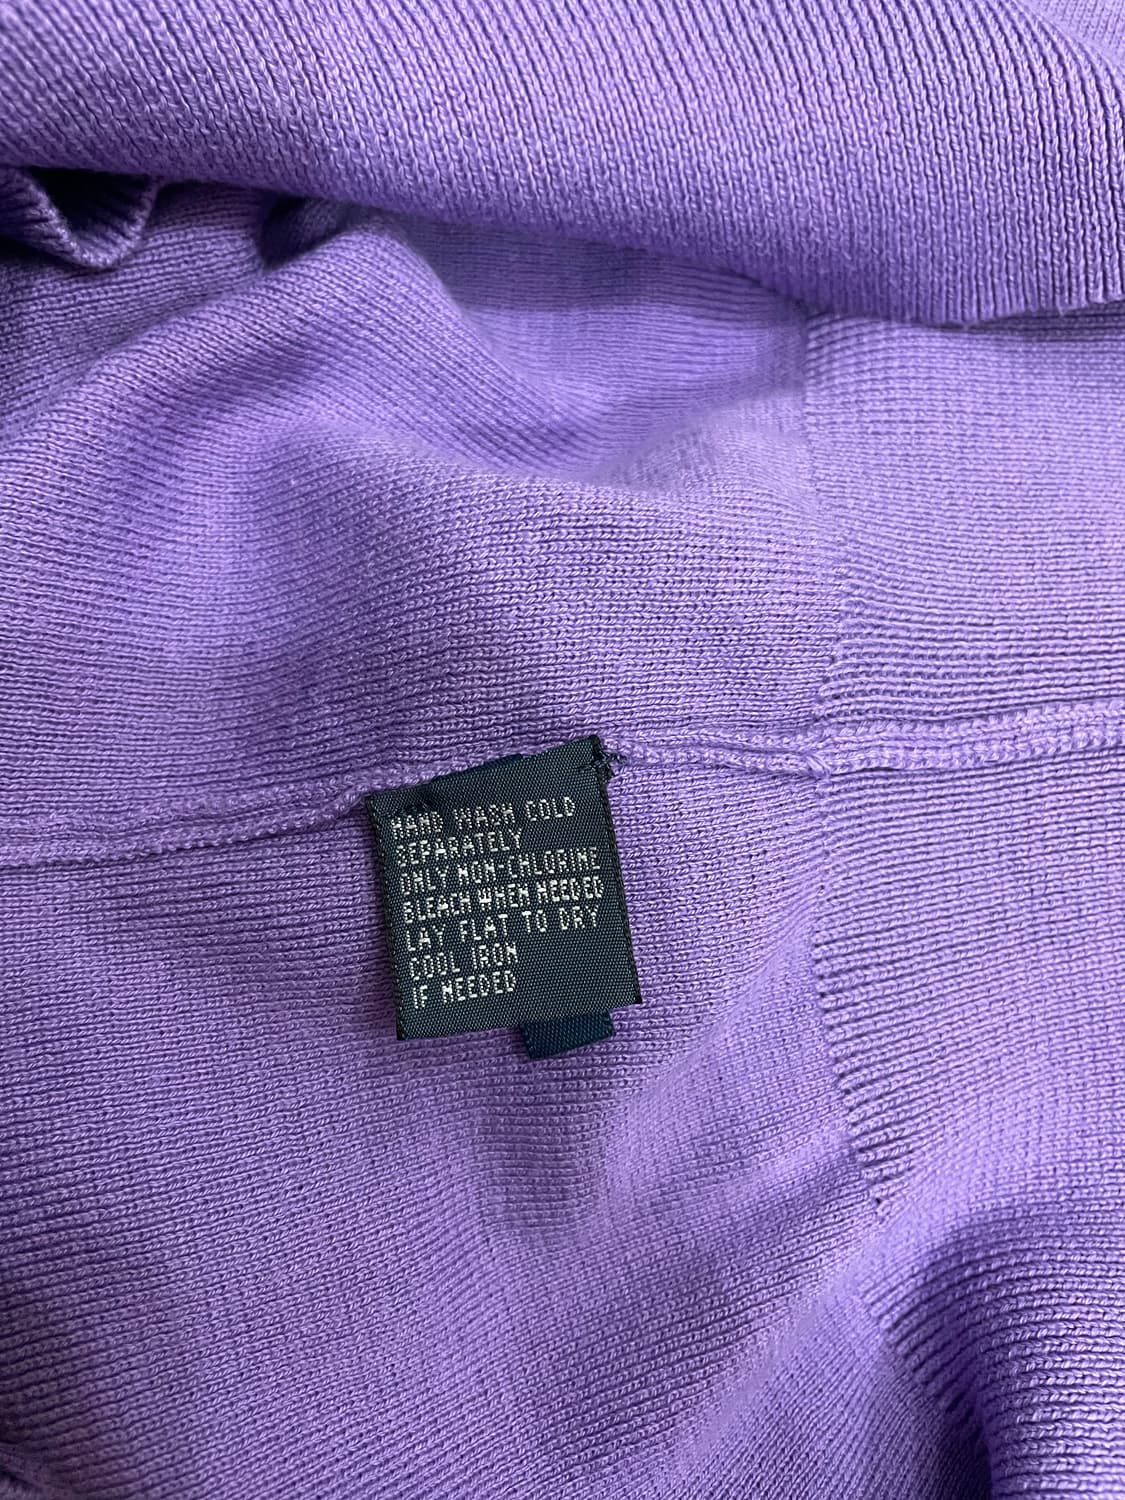 HAND WASH COLD
SEPARATELY
ONLY NON-CHLORINE
BLEACH WHEN NEEDED
LAY FLAT TO DRY
COOL IRON
IF NEEDED